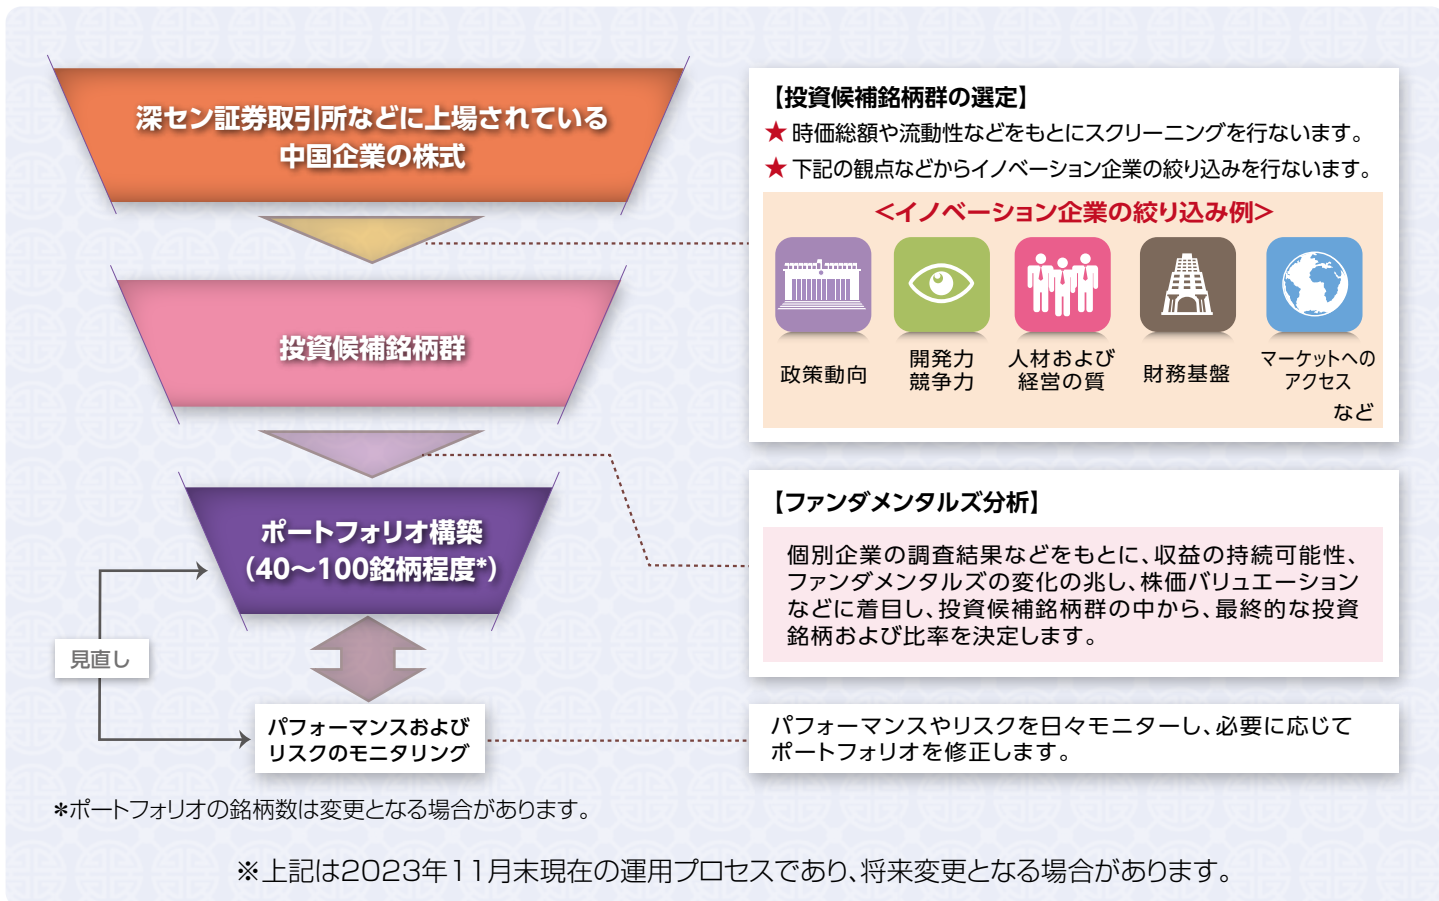 深セン証券取引所などに上場されている
中国企業の株式
投資候補銘柄群
ポートフォリオ構築
(40～100銘柄程度*)
見直し
パフォーマンスおよび
リスクのモニタリング
【投資候補銘柄群の選定】
★ 時価総額や流動性などをもとにスクリーニングを行ないます。
★ 下記の観点などからイノベーション企業の絞り込みを行ないます。
<イノベーション企業の絞り込み例>
政策動向
開発力
競争力
人材および
経営の質
財務基盤
マーケットへの
アクセス
など
【ファンダメンタルズ分析】
個別企業の調査結果などをもとに、収益の持続可能性、
ファンダメンタルズの変化の兆し、株価バリュエーション
などに着目し、投資候補銘柄群の中から、最終的な投資
銘柄および比率を決定します。
パフォーマンスやリスクを日々モニターし、必要に応じて
ポートフォリオを修正します。
*ポートフォリオの銘柄数は変更となる場合があります。
※上記は2023年11月末現在の運用プロセスであり、将来変更となる場合があります。